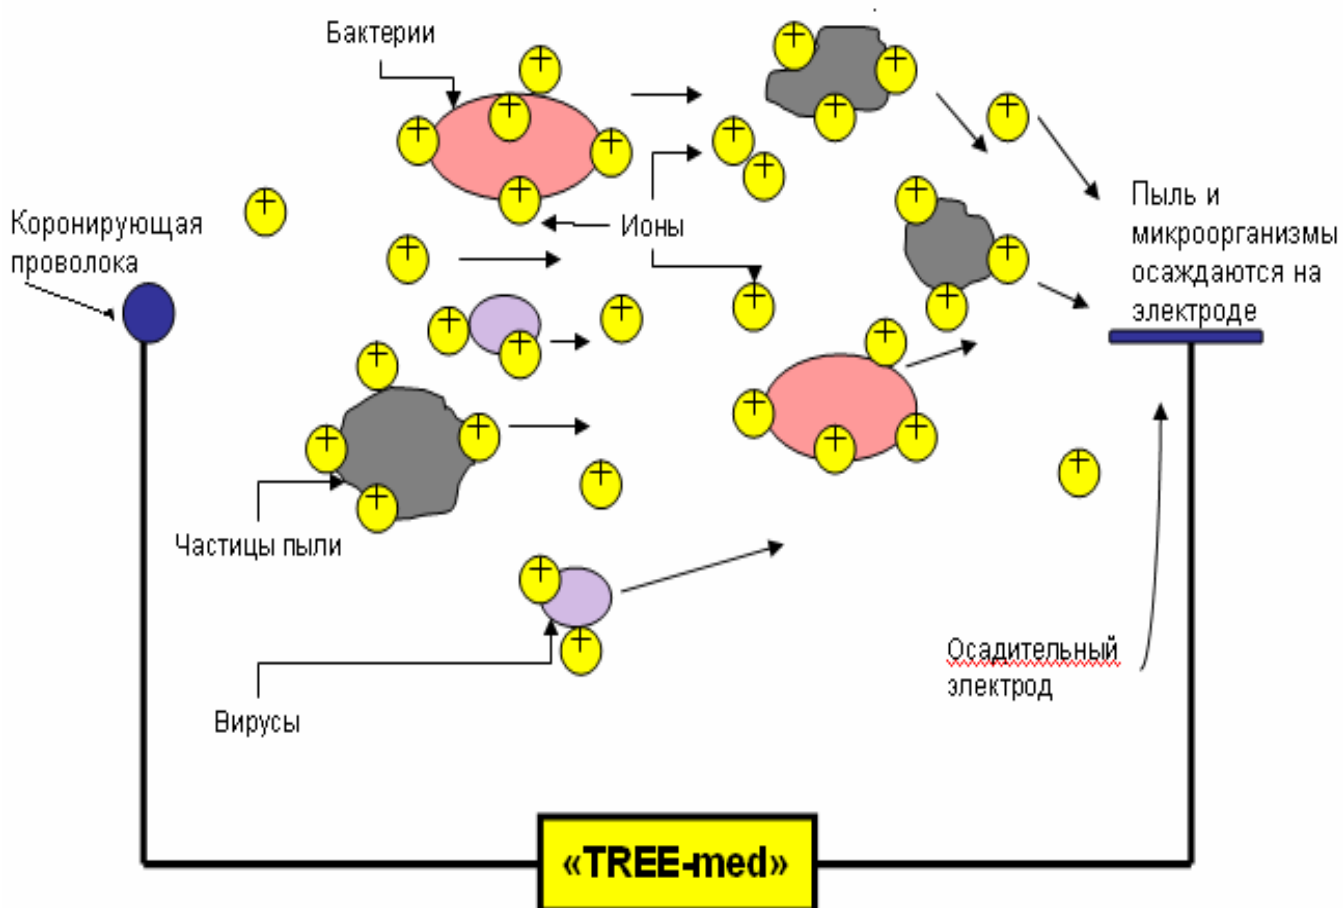 Бактерии
Коронирующая
проволока
Ионы
Пыль и
микроорганизмы
осаждаются на
электроде
Частицы пыли
Вирусы
Осадительный
электрод
«TREE-med»